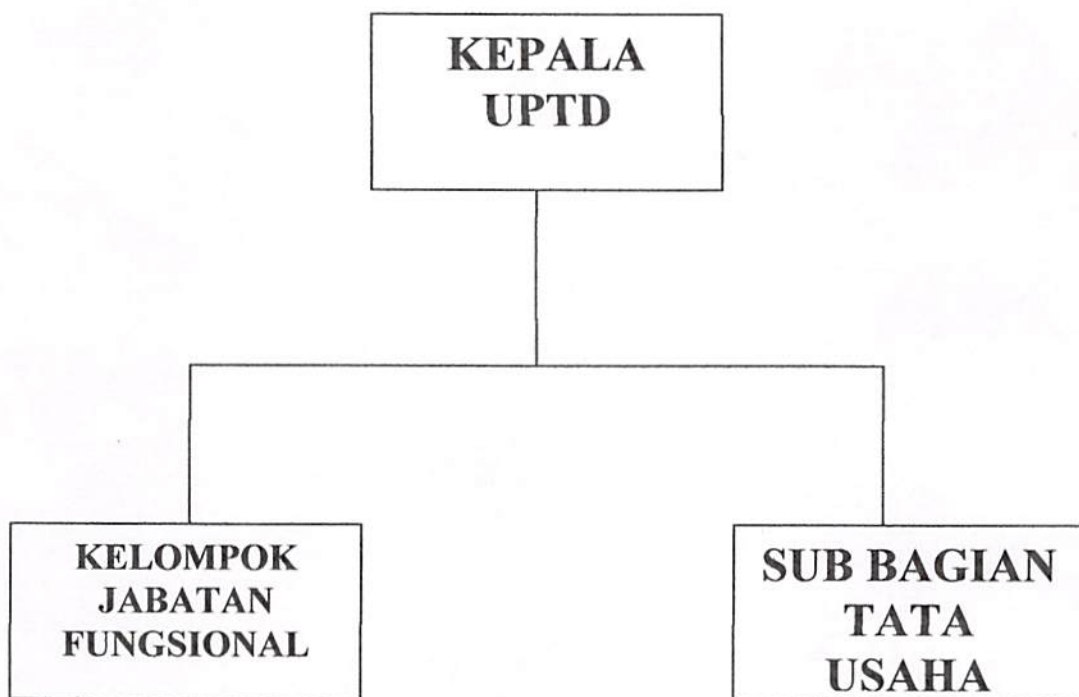 KEPALA
UPTD
KELOMPOK
JABATAN
FUNGSIONAL
SUB BAGIAN
TATA
USAHA